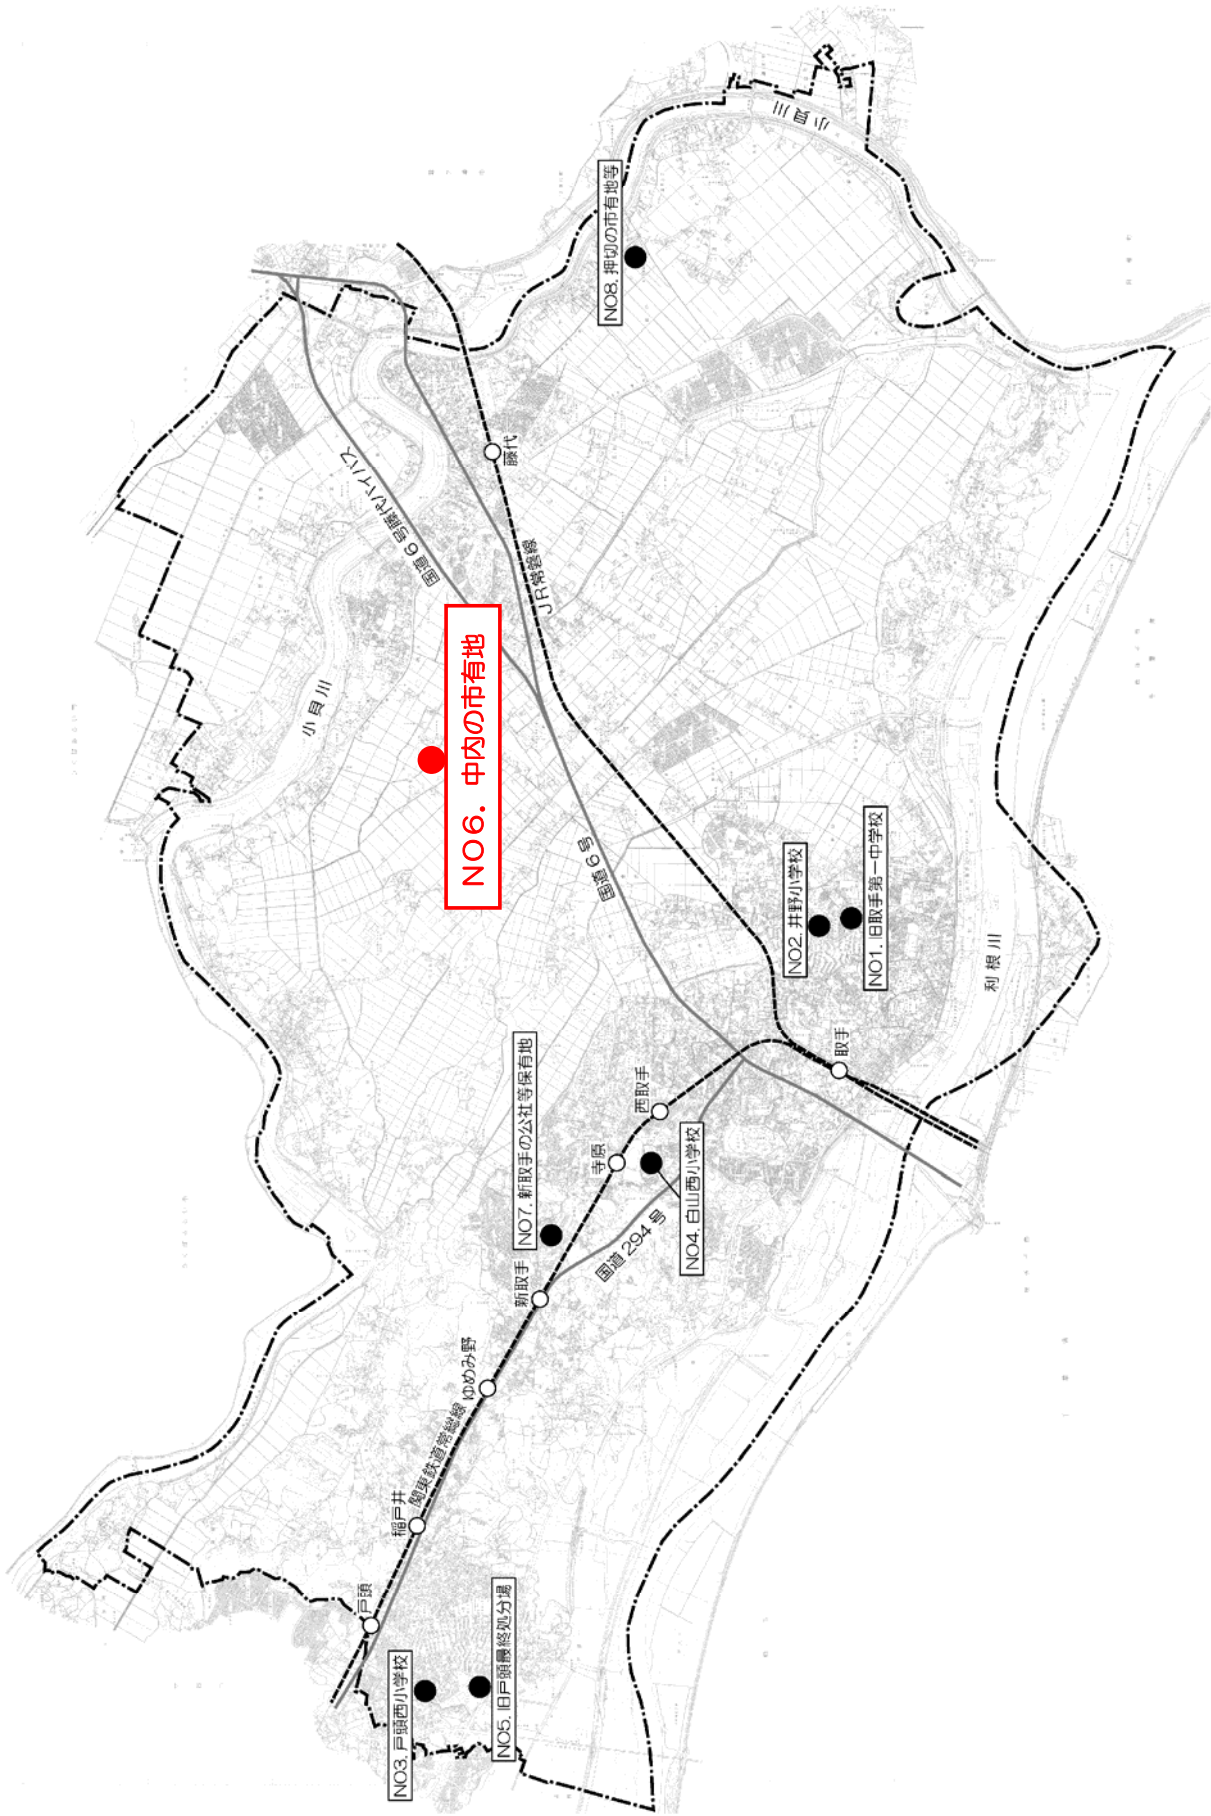 NO8. 押切の市有地等
小貝川
藤代
国道6号藤代バイパス
JR常磐線
小貝川
NO6. 中内の市有地
国道6号
NO2. 井野小学校
NO1. 旧取手第一中学校
利根川
取手
西取手
寺原
NO7. 新取手の公社等保有地
NO4. 白山西小学校
国道294号
新取手
ゆめみ野
関東鉄道常総線
稲戸井
戸頭
NO3. 戸頭西小学校
NO5. 旧戸頭最終処分場